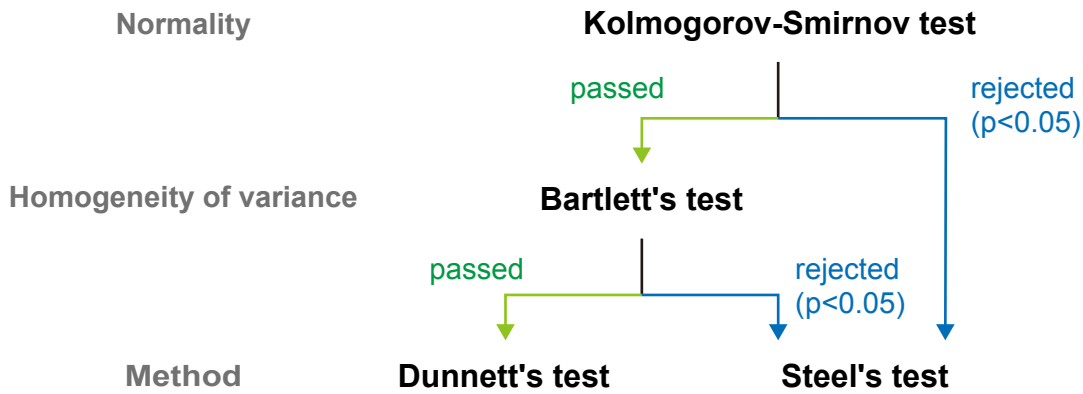 Normality
Kolmogorov-Smirnov test
passed
rejected
(p<0.05)
Homogeneity of variance
Bartlett's test
passed
rejected
(p<0.05)
Method
Dunnett's test
Steel's test